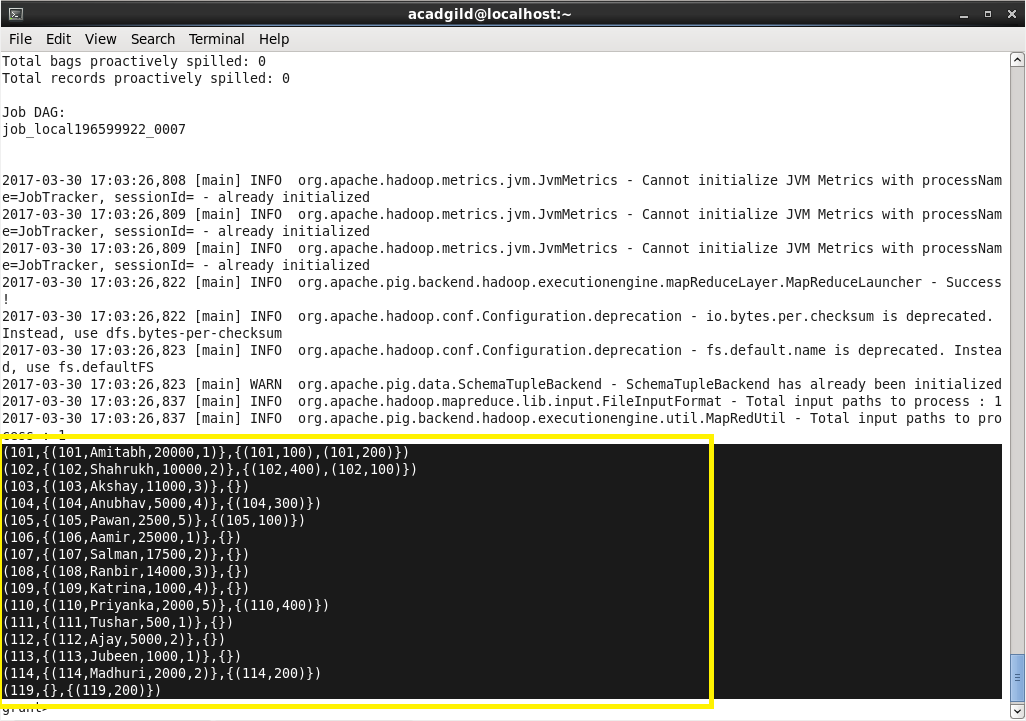 acadgild@localhost:~
File Edit View Search Terminal Help
Total bags proactively spilled: 0
Total records proactively spilled: 0
Job DAG:
job_local196599922_0007
2017-03-30 17:03:26,808 [main] INFO  org.apache.hadoop.metrics.jvm.JvmMetrics - Cannot initialize JVM Metrics with processNam
e=JobTracker, sessionId= - already initialized
2017-03-30 17:03:26,809 [main] INFO  org.apache.hadoop.metrics.jvm.JvmMetrics - Cannot initialize JVM Metrics with processNam
e=JobTracker, sessionId= - already initialized
2017-03-30 17:03:26,809 [main] INFO  org.apache.hadoop.metrics.jvm.JvmMetrics - Cannot initialize JVM Metrics with processNam
e=JobTracker, sessionId= - already initialized
2017-03-30 17:03:26,822 [main] INFO  org.apache.pig.backend.hadoop.executionengine.mapReduceLayer.MapReduceLauncher - Success
!
2017-03-30 17:03:26,822 [main] INFO  org.apache.hadoop.conf.Configuration.deprecation - io.bytes.per.checksum is deprecated.
Instead, use dfs.bytes-per-checksum
2017-03-30 17:03:26,823 [main] INFO  org.apache.hadoop.conf.Configuration.deprecation - fs.default.name is deprecated. Instea
d, use fs.defaultFS
2017-03-30 17:03:26,823 [main] WARN  org.apache.pig.data.SchemaTupleBackend - SchemaTupleBackend has already been initialized
2017-03-30 17:03:26,837 [main] INFO  org.apache.hadoop.mapreduce.lib.input.FileInputFormat - Total input paths to process : 1
2017-03-30 17:03:26,837 [main] INFO  org.apache.pig.backend.hadoop.executionengine.util.MapRedUtil - Total input paths to pro
cess : 1
(101,{(101,Amitabh,20000,1)},{(101,100),(101,200)})
(102,{(102,Shahrukh,10000,2)},{(102,400),(102,100)})
(103,{(103,Akshay,11000,3)},{})
(104,{(104,Anubhav,5000,4)},{(104,300)})
(105,{(105,Pawan,2500,5)},{(105,100)})
(106,{(106,Aamir,25000,1)},{})
(107,{(107,Salman,17500,2)},{})
(108,{(108,Ranbir,14000,3)},{})
(109,{(109,Katrina,1000,4)},{})
(110,{(110,Priyanka,2000,5)},{(110,400)})
(111,{(111,Tushar,500,1)},{})
(112,{(112,Ajay,5000,2)},{})
(113,{(113,Jubeen,1000,1)},{})
(114,{(114,Madhuri,2000,2)},{(114,200)})
(119,{},{(119,200)})
grunt>